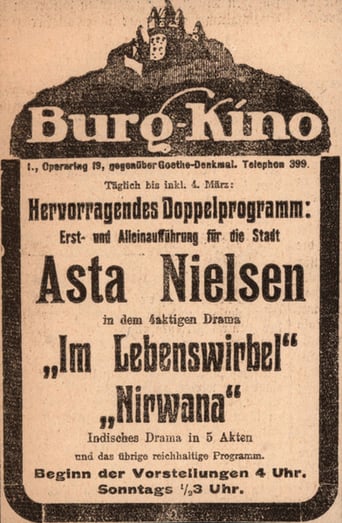 Burg-Kino
1., Opernring 19, gegenüber Goethe-Denkmal. Telephon 399.
Täglich bis inkl. 4. März:
Hervorragendes Doppelprogramm:
Erst- und Alleinaufführung für die Stadt
Asta Nielsen
in dem 4aktigen Drama
„Im Lebenswirbel“
„Nirwana“
Indisches Drama in 5 Akten
und das übrige reichhaltige Programm.
Beginn der Vorstellungen 4 Uhr.
Sonntags ½3 Uhr.